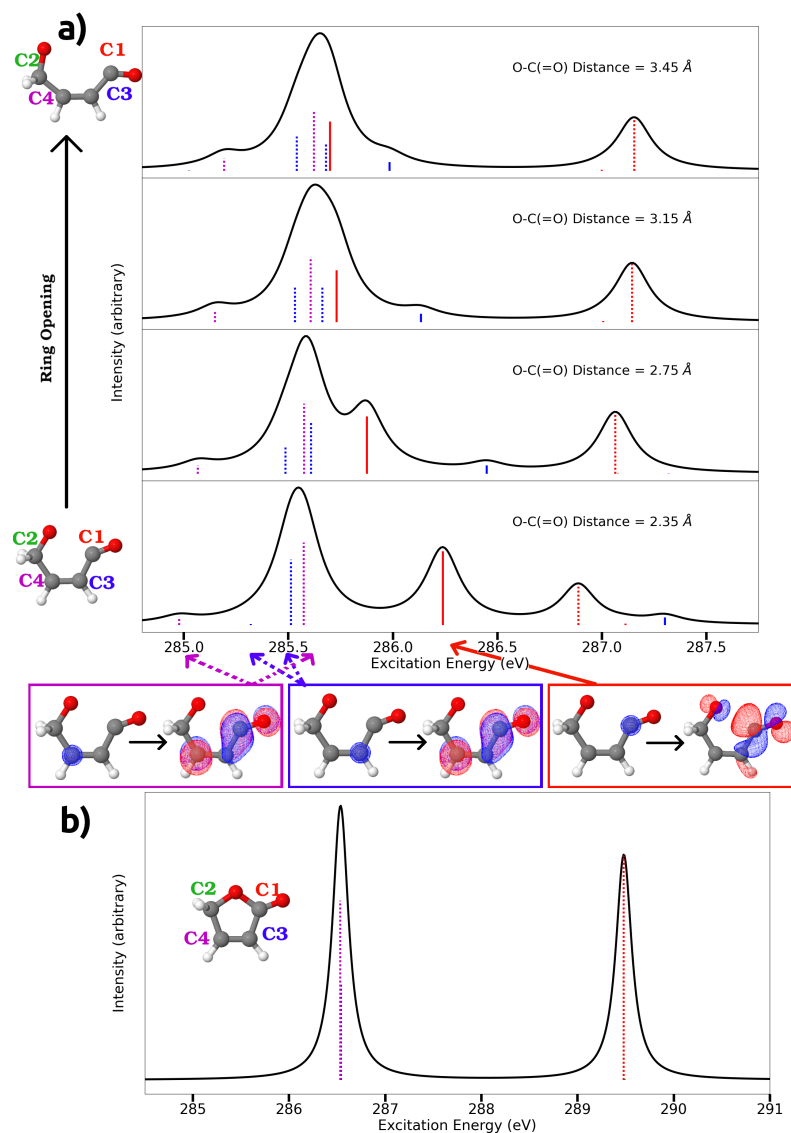 a)
C2
C1
C4
C3
O-C(=O) Distance = 3.45 Å
O-C(=O) Distance = 3.15 Å
Ring Opening
Intensity (arbitrary)
O-C(=O) Distance = 2.75 Å
O-C(=O) Distance = 2.35 Å
C2
C1
C4
C3
285.0 285.5 286.0 286.5 287.0 287.5
Excitation Energy (eV)
b)
C2
C1
C4
C3
Intensity (arbitrary)
285 286 287 288 289 290 291
Excitation Energy (eV)